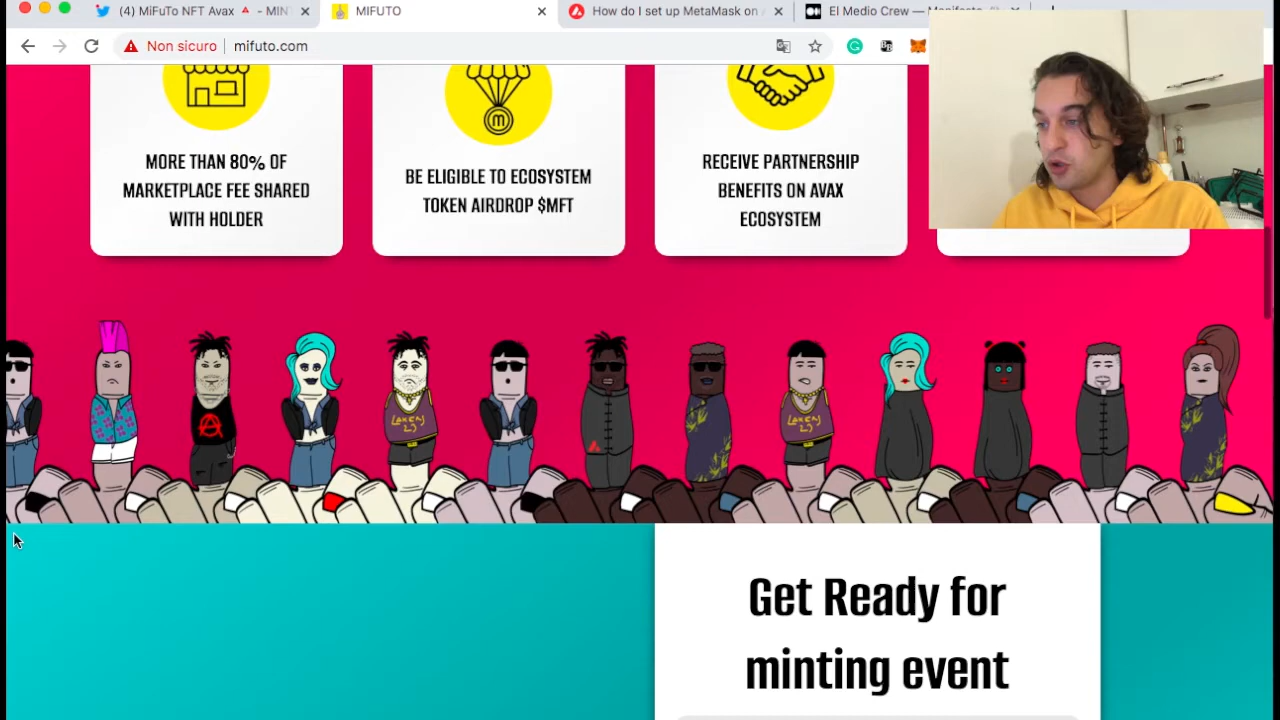 (4) MiFuTo NFT Avax
MIFUTO
How do I set up MetaMask on
El Medio Crew — Manifesto
Non sicuro
mifuto.com
MORE THAN 80% OF
MARKETPLACE FEE SHARED
WITH HOLDER
m
BE ELIGIBLE TO ECOSYSTEM
TOKEN AIRDROP $MFT
RECEIVE PARTNERSHIP
BENEFITS ON AVAX
ECOSYSTEM
Get Ready for
minting event